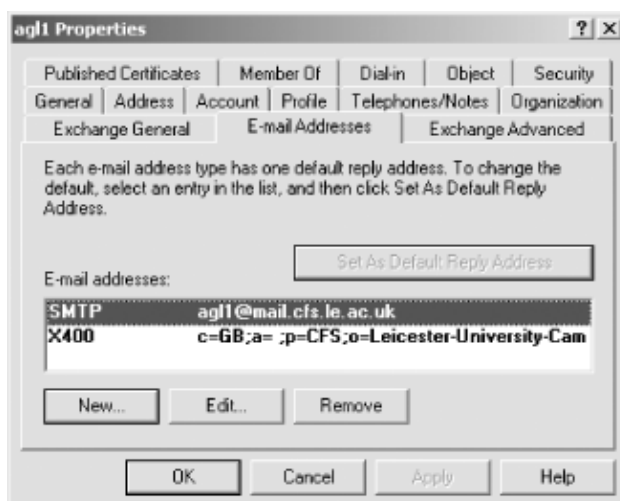 agl1 Properties
? ×
Published Certificates Member Of Dial-in Object Security
General Address Account Profile Telephones/Notes Organization
Exchange General E-mail Addresses Exchange Advanced
Each e-mail address type has one default reply address. To change the
default, select an entry in the list, and then click Set As Default Reply
Address.
Set As Default Reply Address
E-mail addresses:
SMTP agl1@mail.cfs.le.ac.uk
X400 c=GB;a= ;p=CFS;o=Leicester-University-Cam
New... Edit... Remove
OK Cancel Apply Help